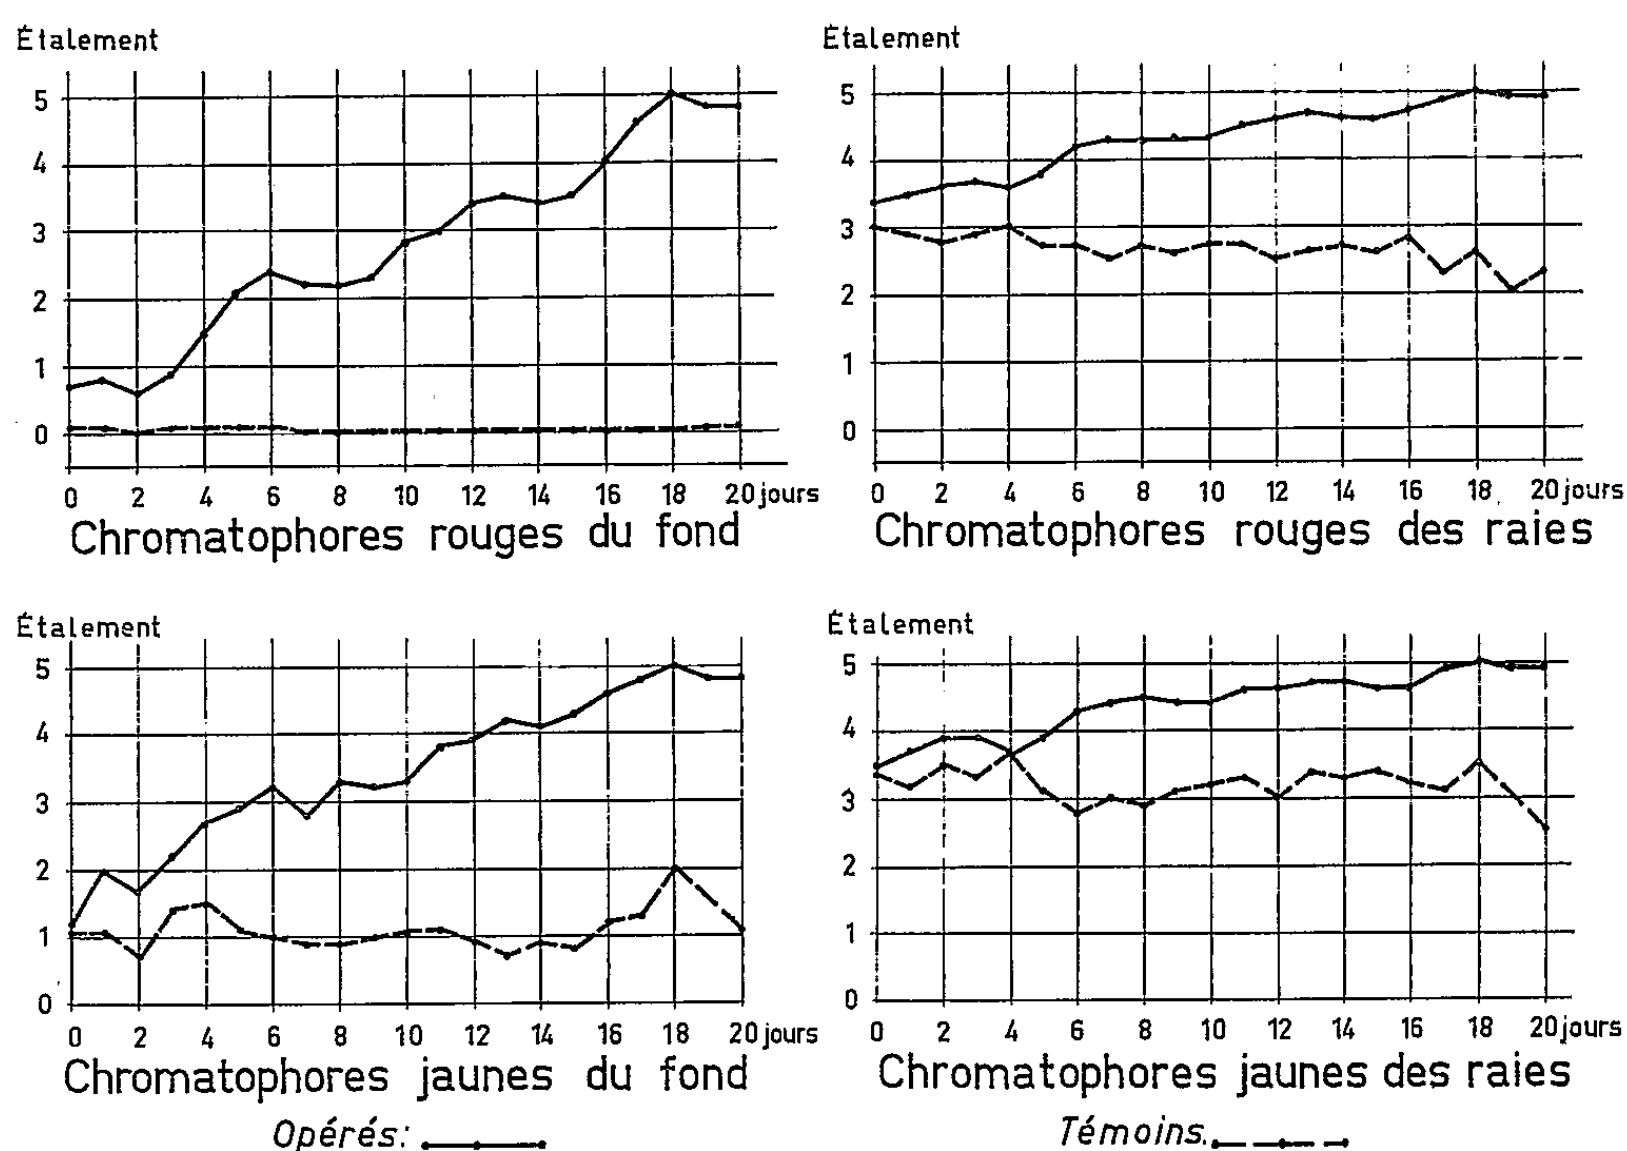 Étalement
5
4
3
2
1
0
0 2 4 6 8 10 12 14 16 18 20 jours
Chromatophores rouges du fond
Étalement
5
4
3
2
1
0
0 2 4 6 8 10 12 14 16 18 20 jours
Chromatophores rouges des raies
Étalement
5
4
3
2
1
0
0 2 4 6 8 10 12 14 16 18 20 jours
Chromatophores jaunes du fond
Étalement
5
4
3
2
1
0
0 2 4 6 8 10 12 14 16 18 20 jours
Chromatophores jaunes des raies
Opérés:
Témoins.